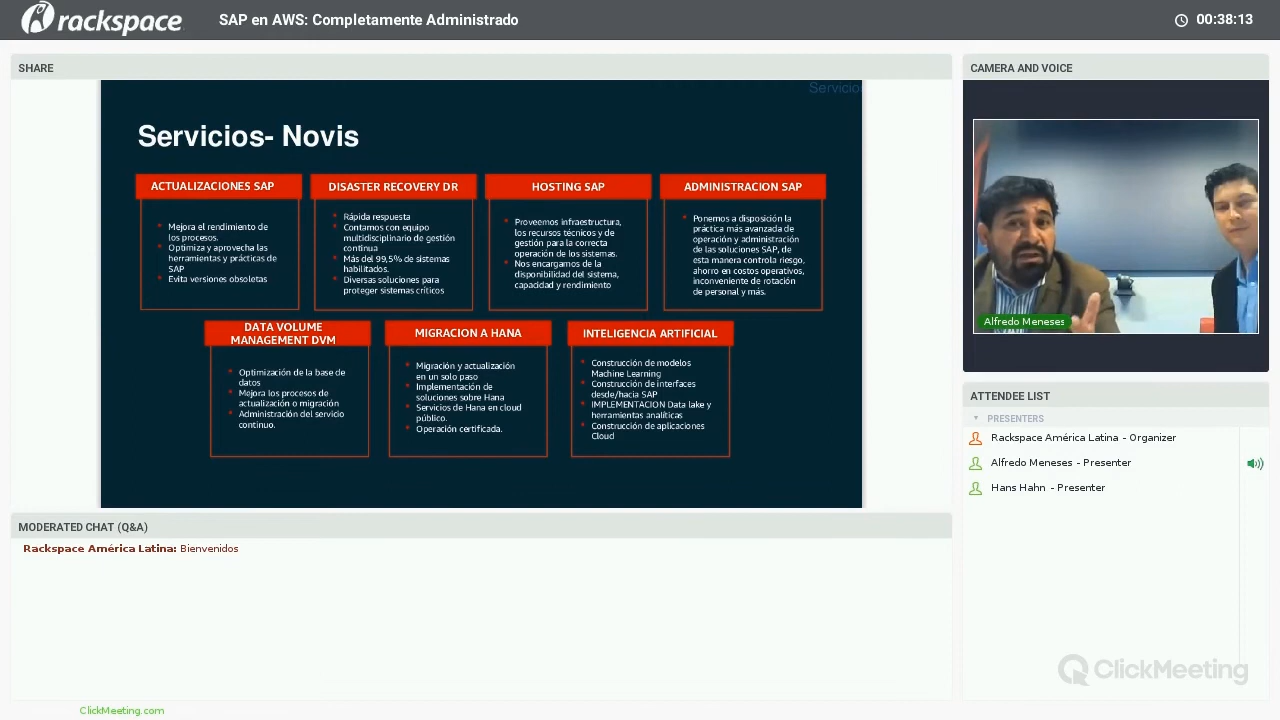 rackspace
SAP en AWS: Completamente Administrado
00:38:13
SHARE
Servicio
Servicios- Novis
ACTUALIZACIONES SAP
* Mejora el rendimiento de
los procesos.
* Optimiza y aprovecha las
herramientas y prácticas de
SAP
* Evita versiones obsoletas
DISASTER RECOVERY DR
* Rápida respuesta
* Contamos con equipo
multidisciplinario de gestión
continua
* Más del 99,5% de sistemas
habilitados.
* Diversas soluciones para
proteger sistemas críticos
HOSTING SAP
* Proveemos infraestructura,
los recursos técnicos y de
gestión para la correcta
operación de los sistemas.
* Nos encargamos de la
disponibilidad del sistema,
capacidad y rendimiento
ADMINISTRACION SAP
* Ponemos a disposición la
práctica más avanzada de
operación y administración
de las soluciones SAP, de
esta manera controla riesgo,
ahorro en costos operativos,
inconveniente de rotación
de personal y más.
DATA VOLUME
MANAGEMENT DVM
* Optimización de la base de
datos
* Mejora los procesos de
actualización o migración
* Administración del servicio
continuo.
MIGRACION A HANA
* Migración y actualización
en un solo paso
* Implementación de
soluciones sobre Hana
* Servicios de Hana en cloud
público.
* Operación certificada.
INTELIGENCIA ARTIFICIAL
* Construcción de modelos
Machine Learning
* Construcción de interfaces
desde/hacia SAP
* IMPLEMENTACION Data lake y
herramientas analíticas
* Construcción de aplicaciones
Cloud
CAMERA AND VOICE
Alfredo Meneses
ATTENDEE LIST
PRESENTERS
Rackspace América Latina - Organizer
Alfredo Meneses - Presenter
Hans Hahn - Presenter
MODERATED CHAT (Q&A)
Rackspace América Latina: Bienvenidos
ClickMeeting
ClickMeeting.com